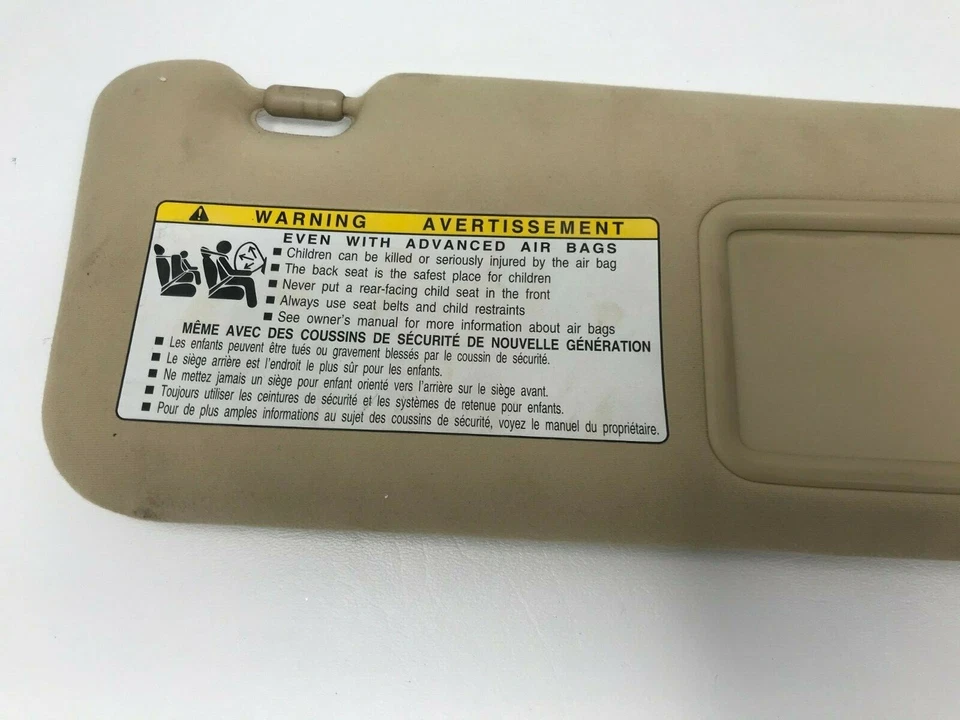 WARNING AVERTISSEMENT
EVEN WITH ADVANCED AIR BAGS
■ Children can be killed or seriously injured by the air bag
■ The back seat is the safest place for children
■ Never put a rear-facing child seat in the front
■ Always use seat belts and child restraints
■ See owner's manual for more information about air bags
MÊME AVEC DES COUSSINS DE SÉCURITÉ DE NOUVELLE GÉNÉRATION
■ Les enfants peuvent être tués ou gravement blessés par le coussin de sécurité.
■ Le siège arrière est l'endroit le plus sûr pour les enfants.
■ Ne mettez jamais un siège pour enfant orienté vers l'arrière sur le siège avant.
■ Toujours utiliser les ceintures de sécurité et les systèmes de retenue pour enfants.
■ Pour de plus amples informations au sujet des coussins de sécurité, voyez le manuel du propriétaire.